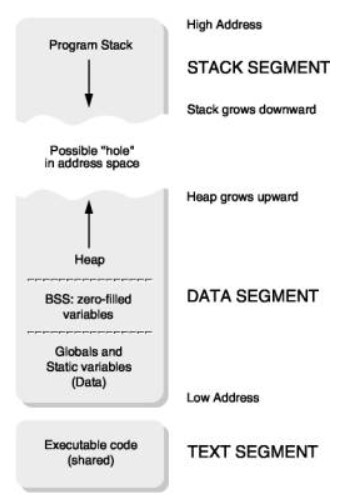 High Address
Program Stack
STACK SEGMENT
Stack grows downward
Possible "hole"
in address space
Heap grows upward
Heap
BSS: zero-filled
variables
DATA SEGMENT
Globals and
Static variables
(Data)
Low Address
Executable code
(shared)
TEXT SEGMENT